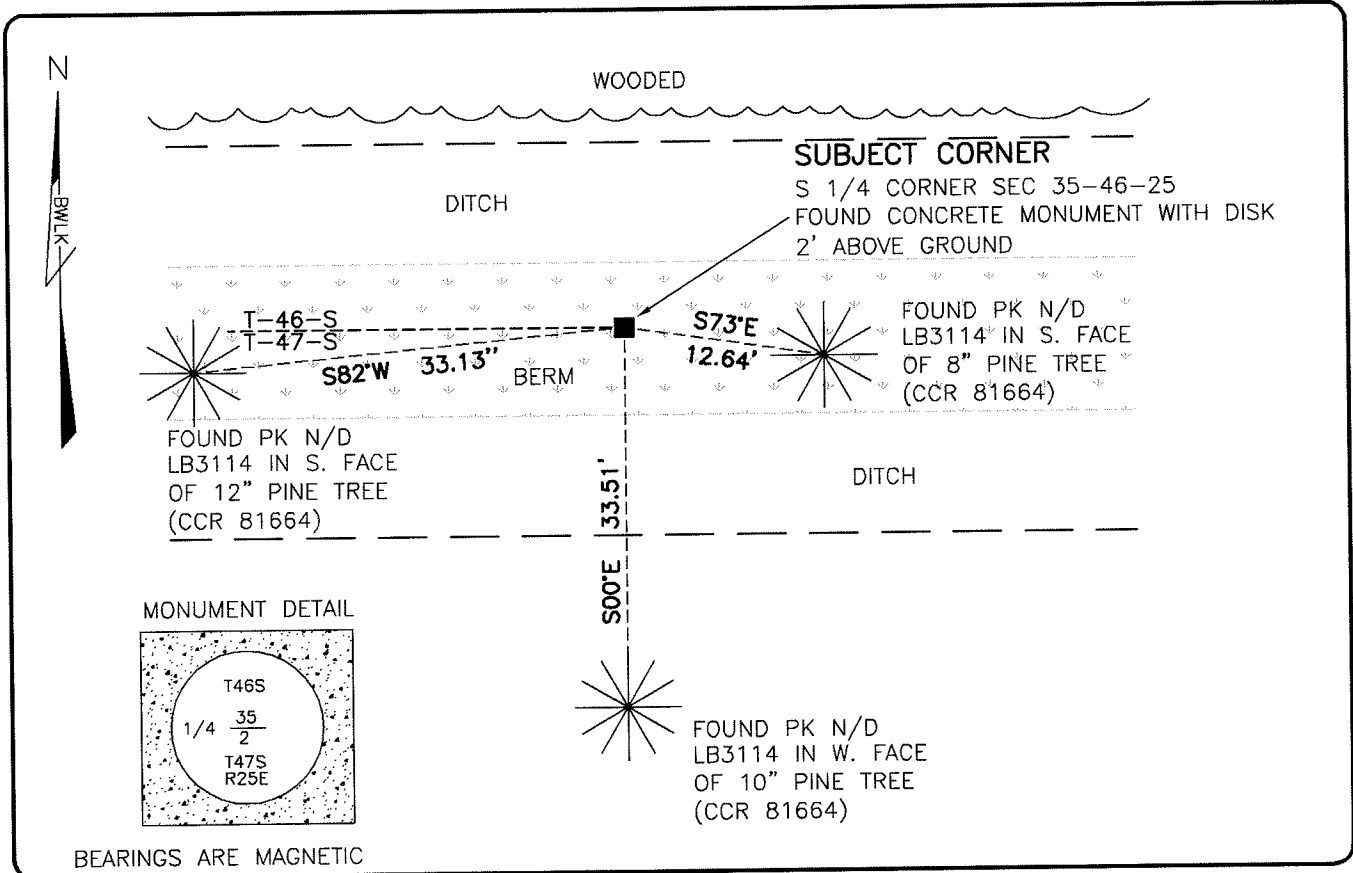 N
BWLK
WOODED
DITCH
SUBJECT CORNER
S 1/4 CORNER SEC 35-46-25
FOUND CONCRETE MONUMENT WITH DISK
2' ABOVE GROUND
T-46-S
T-47-S
S82°W 33.13''
BERM
S73°E
12.64'
FOUND PK N/D
LB3114 IN S. FACE
OF 8" PINE TREE
(CCR 81664)
FOUND PK N/D
LB3114 IN S. FACE
OF 12" PINE TREE
(CCR 81664)
S00°E 33.51'
DITCH
FOUND PK N/D
LB3114 IN W. FACE
OF 10" PINE TREE
(CCR 81664)
MONUMENT DETAIL
T46S
1/4 35
2
T47S
R25E
BEARINGS ARE MAGNETIC